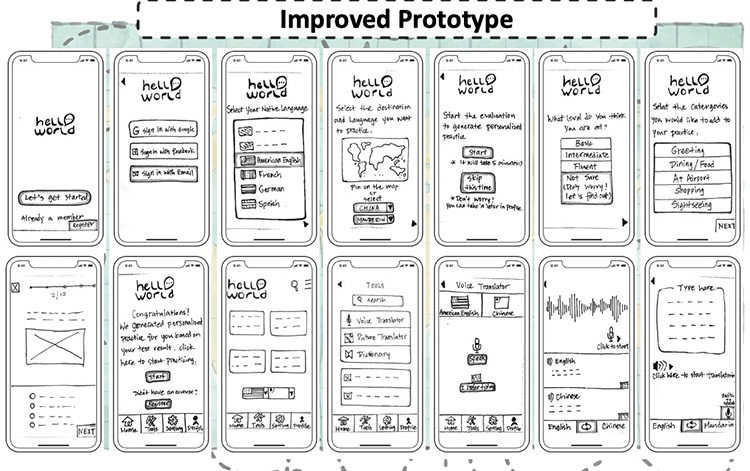 Improved Prototype
hello
world
Let's get started
Already a member
Register
hello
world
G Sign in with Google
Sign in with Facebook
Sign in with Email
hello
world
Select Your Native Language
American English
French
German
Spanish
hello
world
Select the destination
and Language you want
to practice.
Pin on the map
or
select
CHINA
MANDERIN
hello
world
Start the evaluation
to generate personalised
practice.
Start
* It will take 5 minutes!
Skip
this time
* Don't worry!
You can take it later in profile.
hello
world
What level do you think
you are at?
Basic
Intermediate
Fluent
Not Sure
(Don't Worry!
let's find out)
hello
world
Select the Catergories
you would like to add to
your practice.
Greeting
Dining/Food
At Airport
Shopping
Sightseeing
NEXT
2/10
NEXT
hello
world
Congratulations!
We generated personalised
practice for you based on
your test result. click
here to start practicing.
Start
Didn't have an account?
Register
Home Tools Setting Profile
hello
world
Home Tools Setting Profile
Tools
Search
Voice Translator
Picture Translator
Dictionary
Home Tools Setting Profile
Voice Translator
American English
Chinese
Speak
I Prefer typing
Home Tools Setting Profile
Click to start
English
Chinese
English Chinese
Type here..
Click here to start translation
English Mandarin